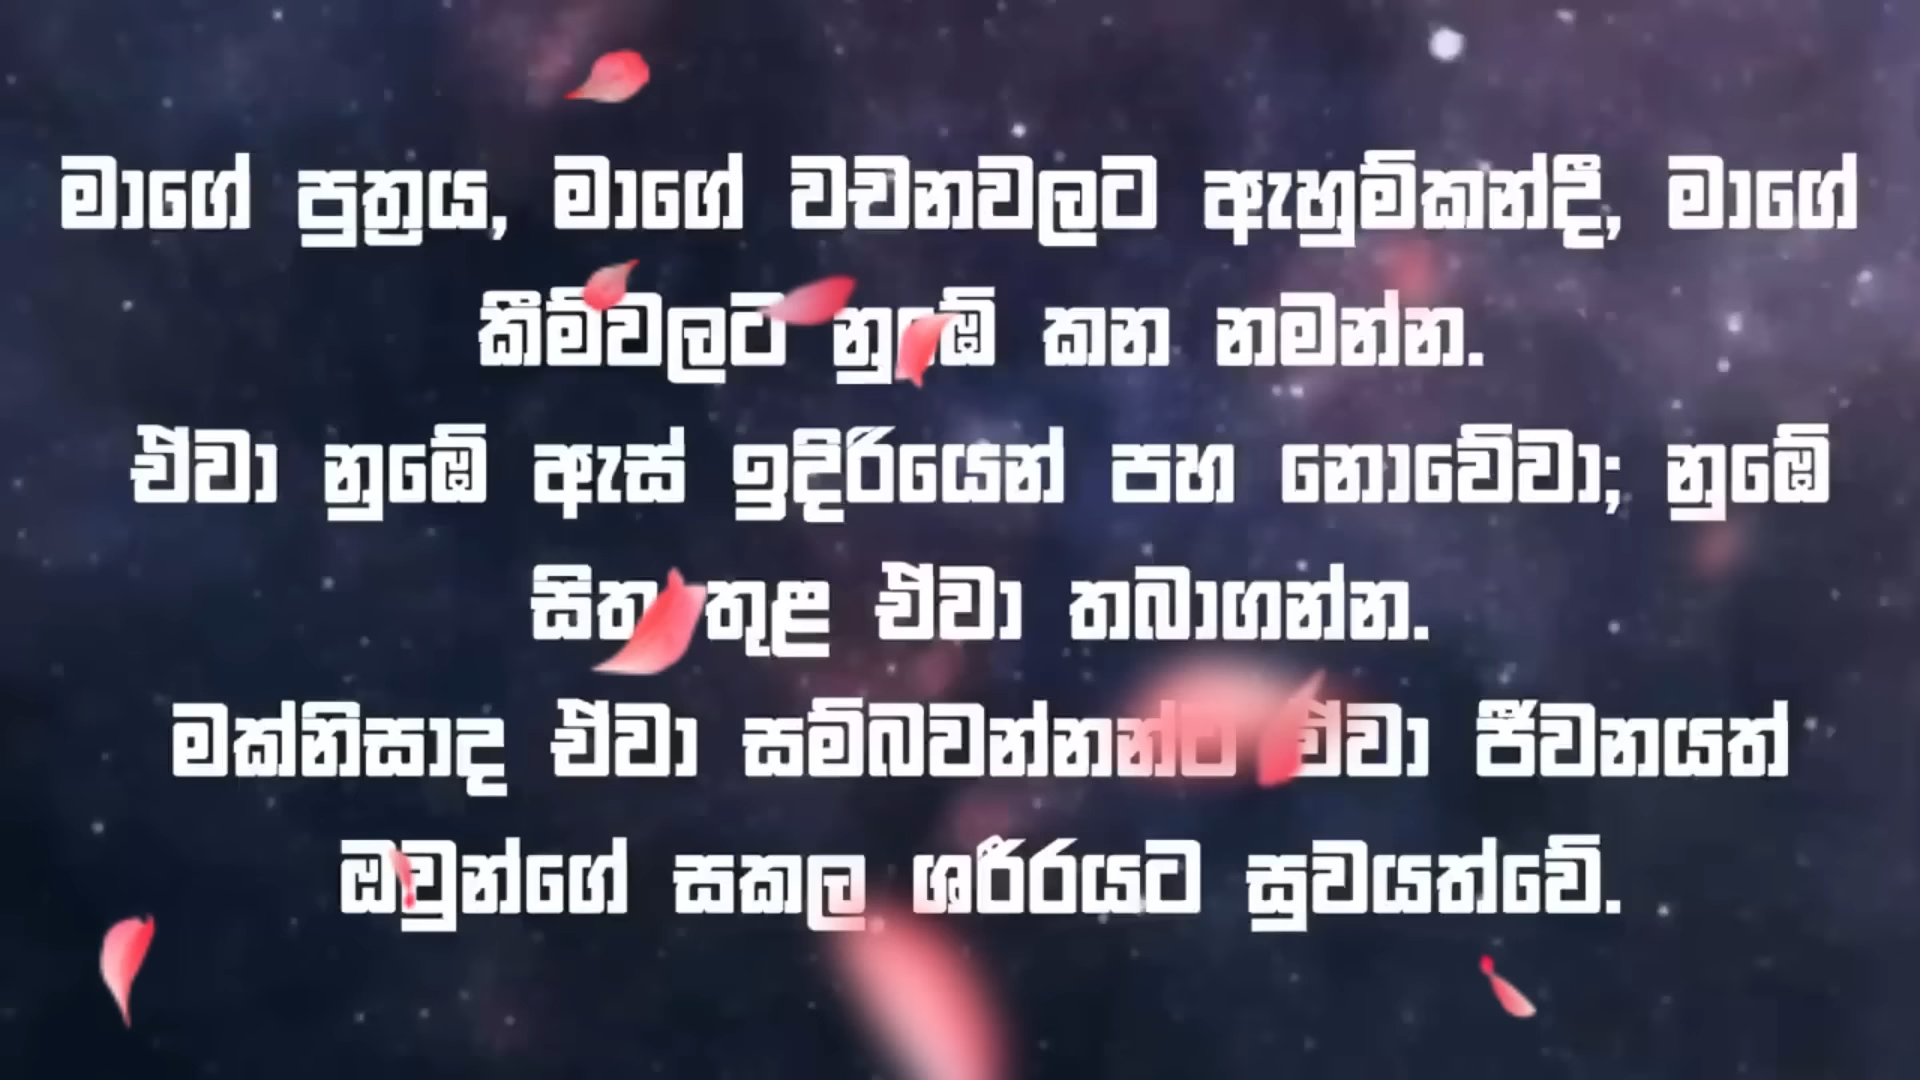 මාගේ පුත්‍රය, මාගේ වචනවලට ඇහුම්කන්දී, මාගේ
කීම්වලට නුඹේ කන නමන්න.
ඒවා නුඹේ ඇස් ඉදිරියෙන් පහ නොවේවා; නුඹේ
සිත තුළ ඒවා තබාගන්න.
මක්නිසාද ඒවා සම්බවන්නන්ට ඒවා ජීවනයත්
ඔවුන්ගේ සකල ශරීරයට සුවයත්වේ.